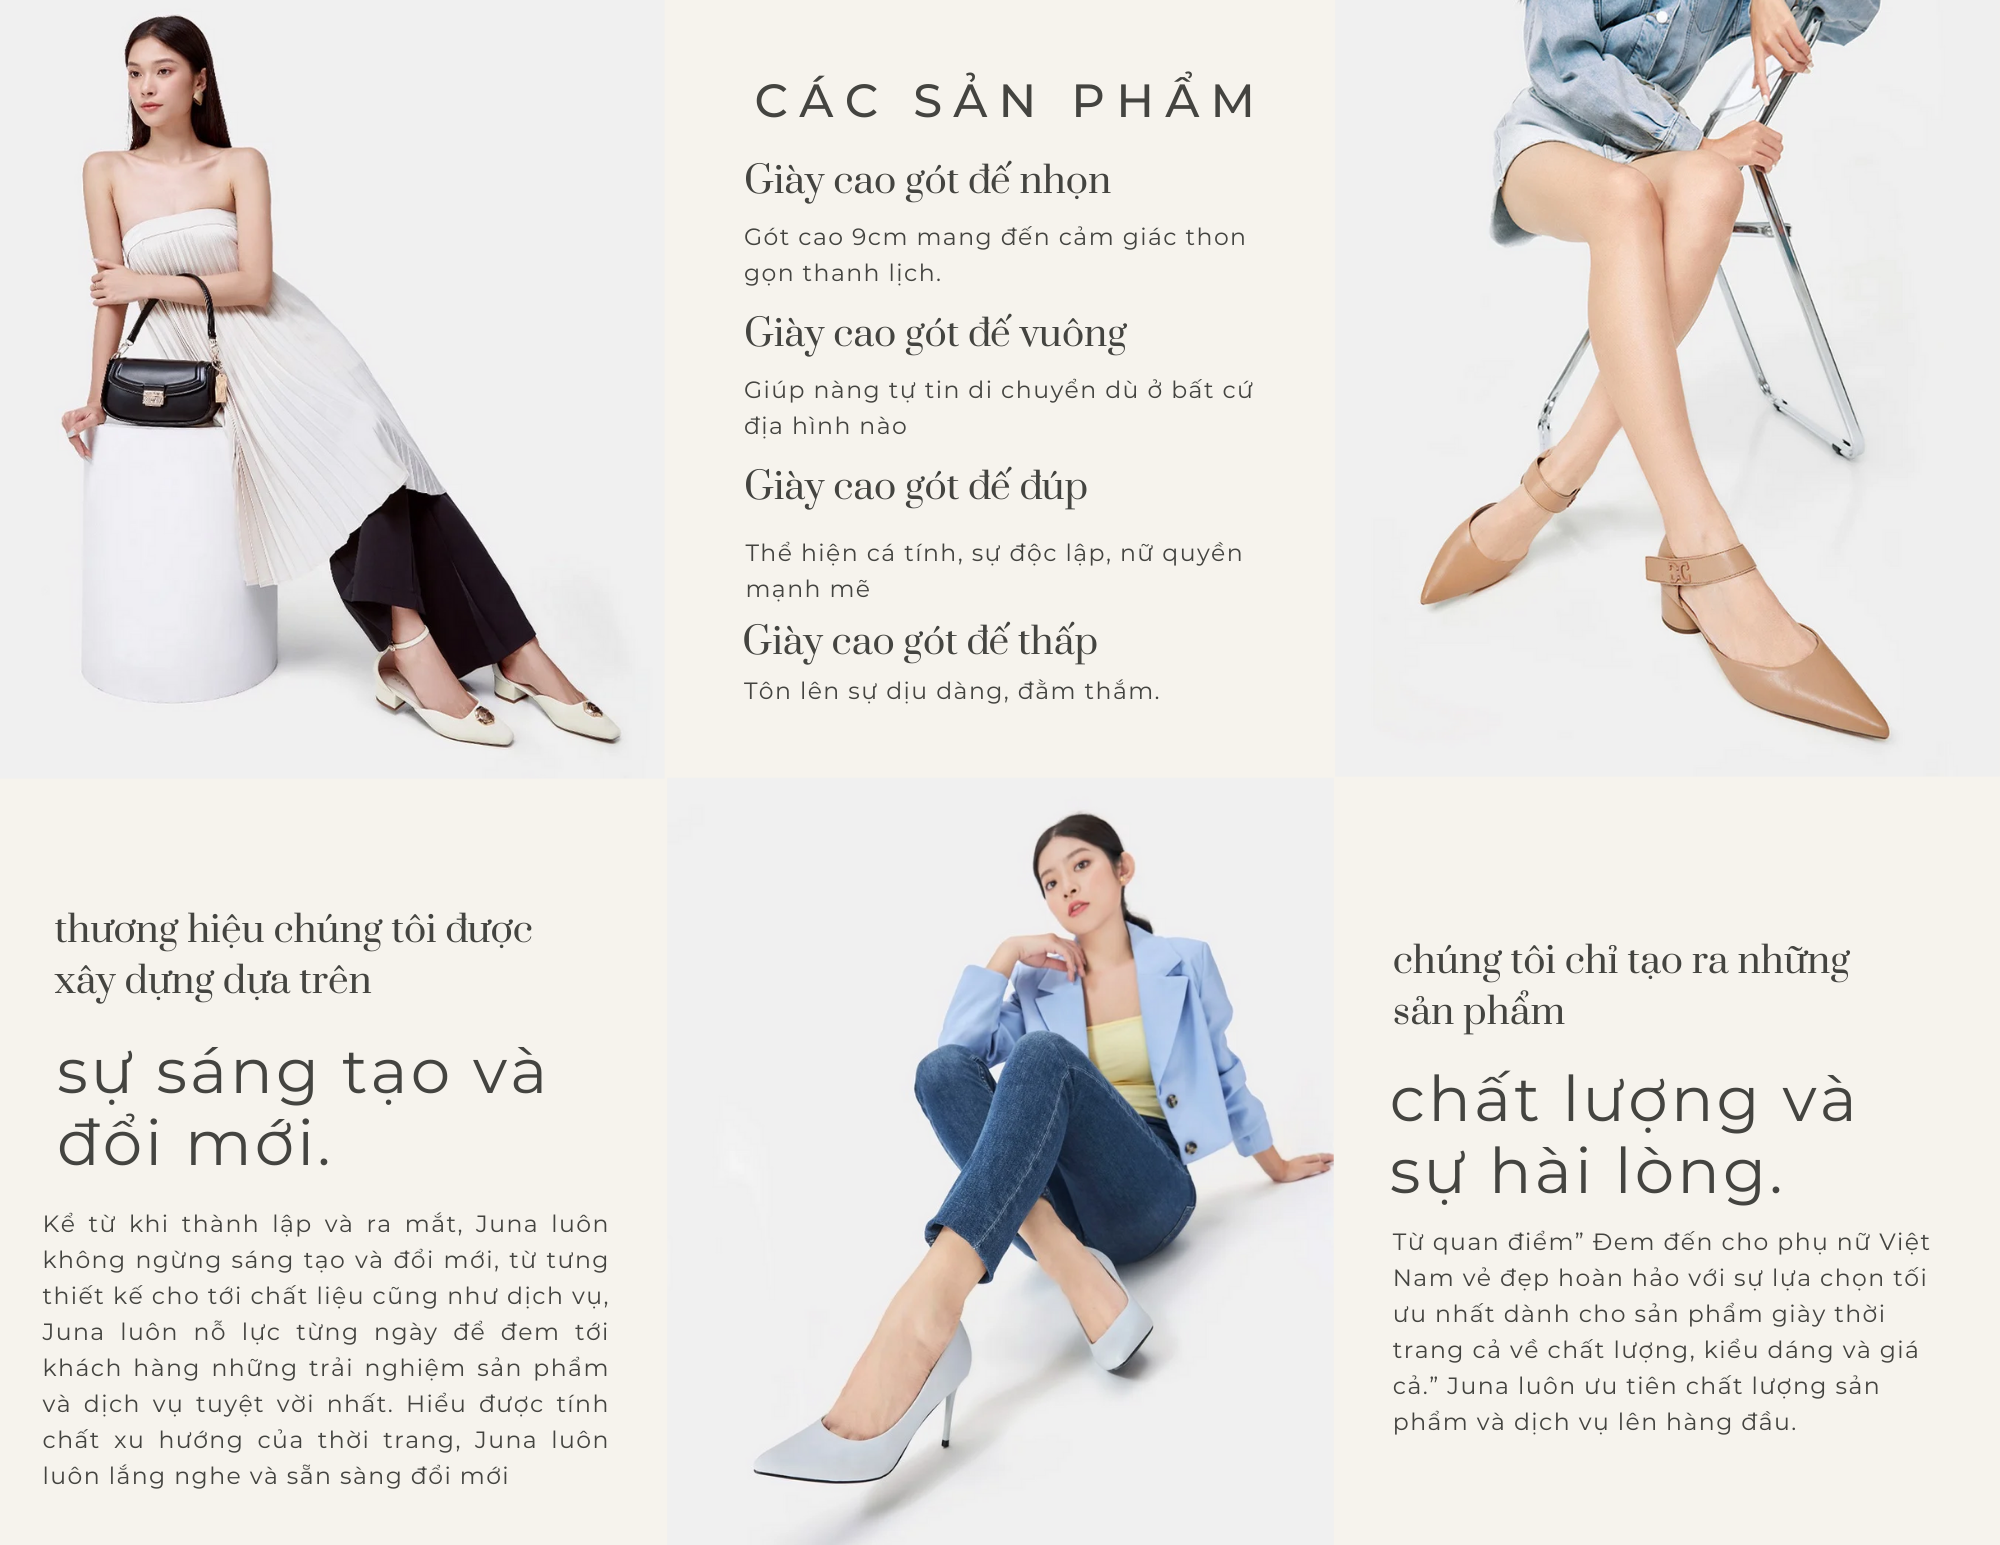 CÁC SẢN PHẨM
Giày cao gót đế nhọn
Gót cao 9cm mang đến cảm giác thon
gọn thanh lịch.
Giày cao gót đế vuông
Giúp nàng tự tin di chuyển dù ở bất cứ
địa hình nào
Giày cao gót đế đúp
Thể hiện cá tính, sự độc lập, nữ quyền
mạnh mẽ
Giày cao gót đế thấp
Tôn lên sự dịu dàng, đằm thắm.
thương hiệu chúng tôi được
xây dựng dựa trên
sự sáng tạo và
đổi mới.
Kể từ khi thành lập và ra mắt, Juna luôn
không ngừng sáng tạo và đổi mới, từ tưng
thiết kế cho tới chất liệu cũng như dịch vụ,
Juna luôn nỗ lực từng ngày để đem tới
khách hàng những trải nghiệm sản phẩm
và dịch vụ tuyệt vời nhất. Hiểu được tính
chất xu hướng của thời trang, Juna luôn
luôn lắng nghe và sẵn sàng đổi mới
chúng tôi chỉ tạo ra những
sản phẩm
chất lượng và
sự hài lòng.
Từ quan điểm” Đem đến cho phụ nữ Việt
Nam vẻ đẹp hoàn hảo với sự lựa chọn tối
ưu nhất dành cho sản phẩm giày thời
trang cả về chất lượng, kiểu dáng và giá
cả.” Juna luôn ưu tiên chất lượng sản
phẩm và dịch vụ lên hàng đầu.